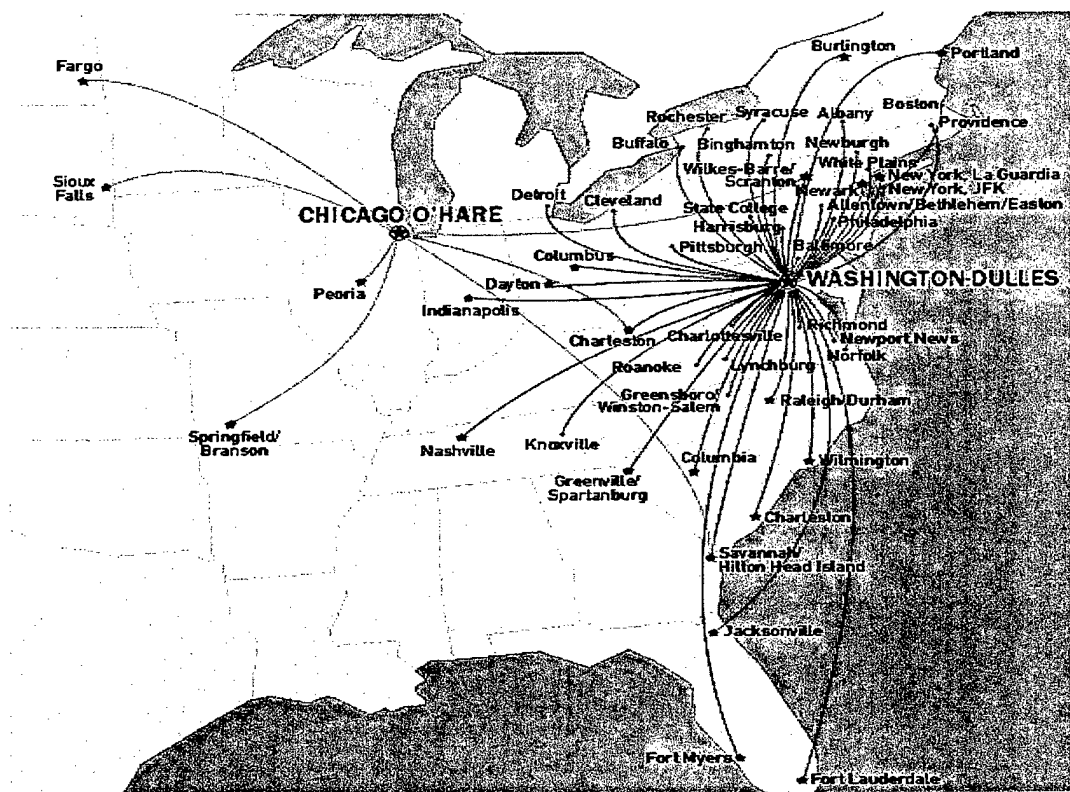 Burlington
Portland
Fargo
Boston
Rochester
Syracuse
Albany
Providence
Buffalo
Binghamton
Newburgh
White Plains
Wilkes-Barre/
Scranton
New York, La Guardia
Sioux
Falls
Newark
New York, JFK
Detroit
Cleveland
State College
Allentown/Bethlehem/Easton
CHICAGO O'HARE
Harrisburg
Philadelphia
Pittsburgh
Baltimore
Columbus
WASHINGTON-DULLES
Dayton
Peoria
Indianapolis
Richmond
Charleston
Charlottesville
Newport News
Norfolk
Roanoke
Lynchburg
Greensboro/
Winston-Salem
Raleigh/Durham
Springfield/
Branson
Nashville
Knoxville
Columbia
Wilmington
Greenville/
Spartanburg
Charleston
Savannah/
Hilton Head Island
Jacksonville
Fort Myers
Fort Lauderdale